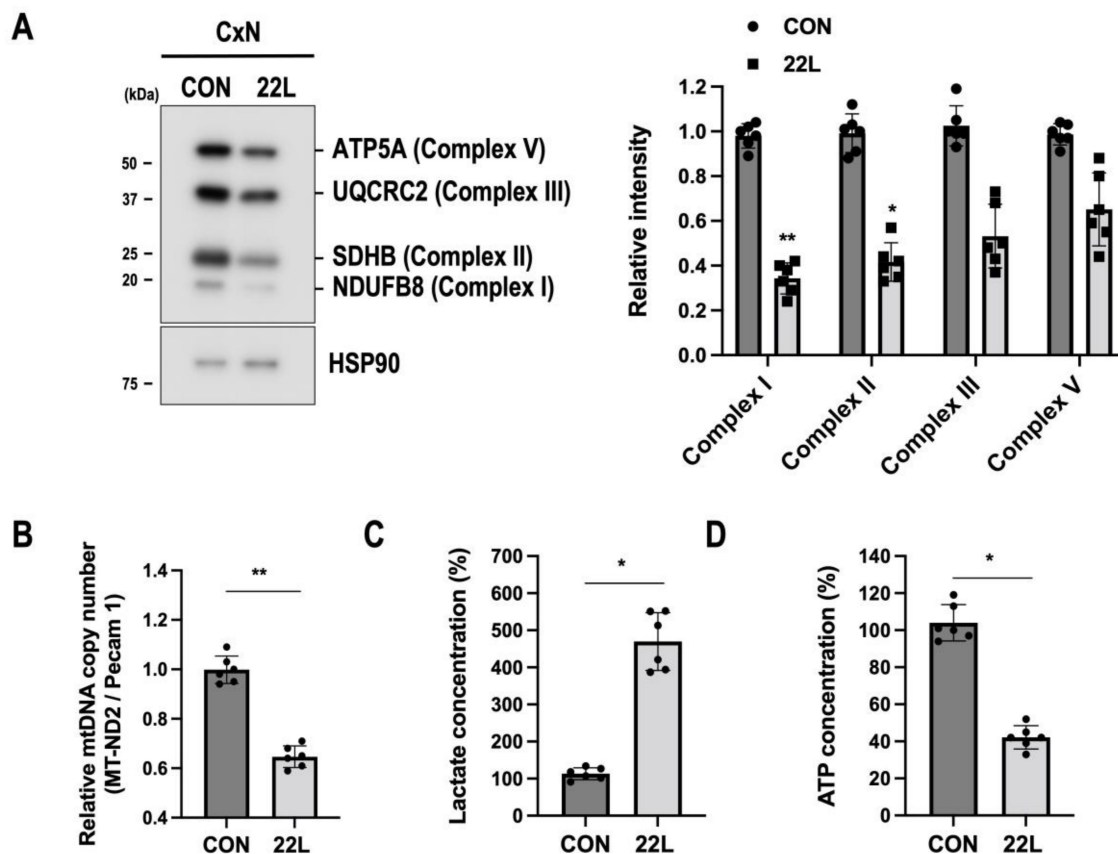 A
CxN
CON 22L
(kDa)
50
37
25
20
75
ATP5A (Complex V)
UQCRC2 (Complex III)
SDHB (Complex II)
NDUFB8 (Complex I)
HSP90
CON
22L
Relative intensity
1.2
1.0
0.8
0.6
0.4
0.2
0.0
**
*
Complex I
Complex II
Complex III
Complex V
B
Relative mtDNA copy number
(MT-ND2 / Pecam 1)
1.4
1.2
1.0
0.8
0.6
0.4
**
CON 22L
C
Lactate concentration (%)
700
600
500
400
300
200
100
0
*
CON 22L
D
ATP concentration (%)
140
120
100
80
60
40
20
0
*
CON 22L